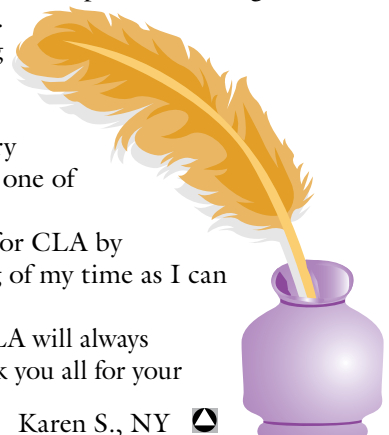 .
g
ry
one of
for CLA by
g of my time as I can
LA will always
k you all for your
Karen S., NY